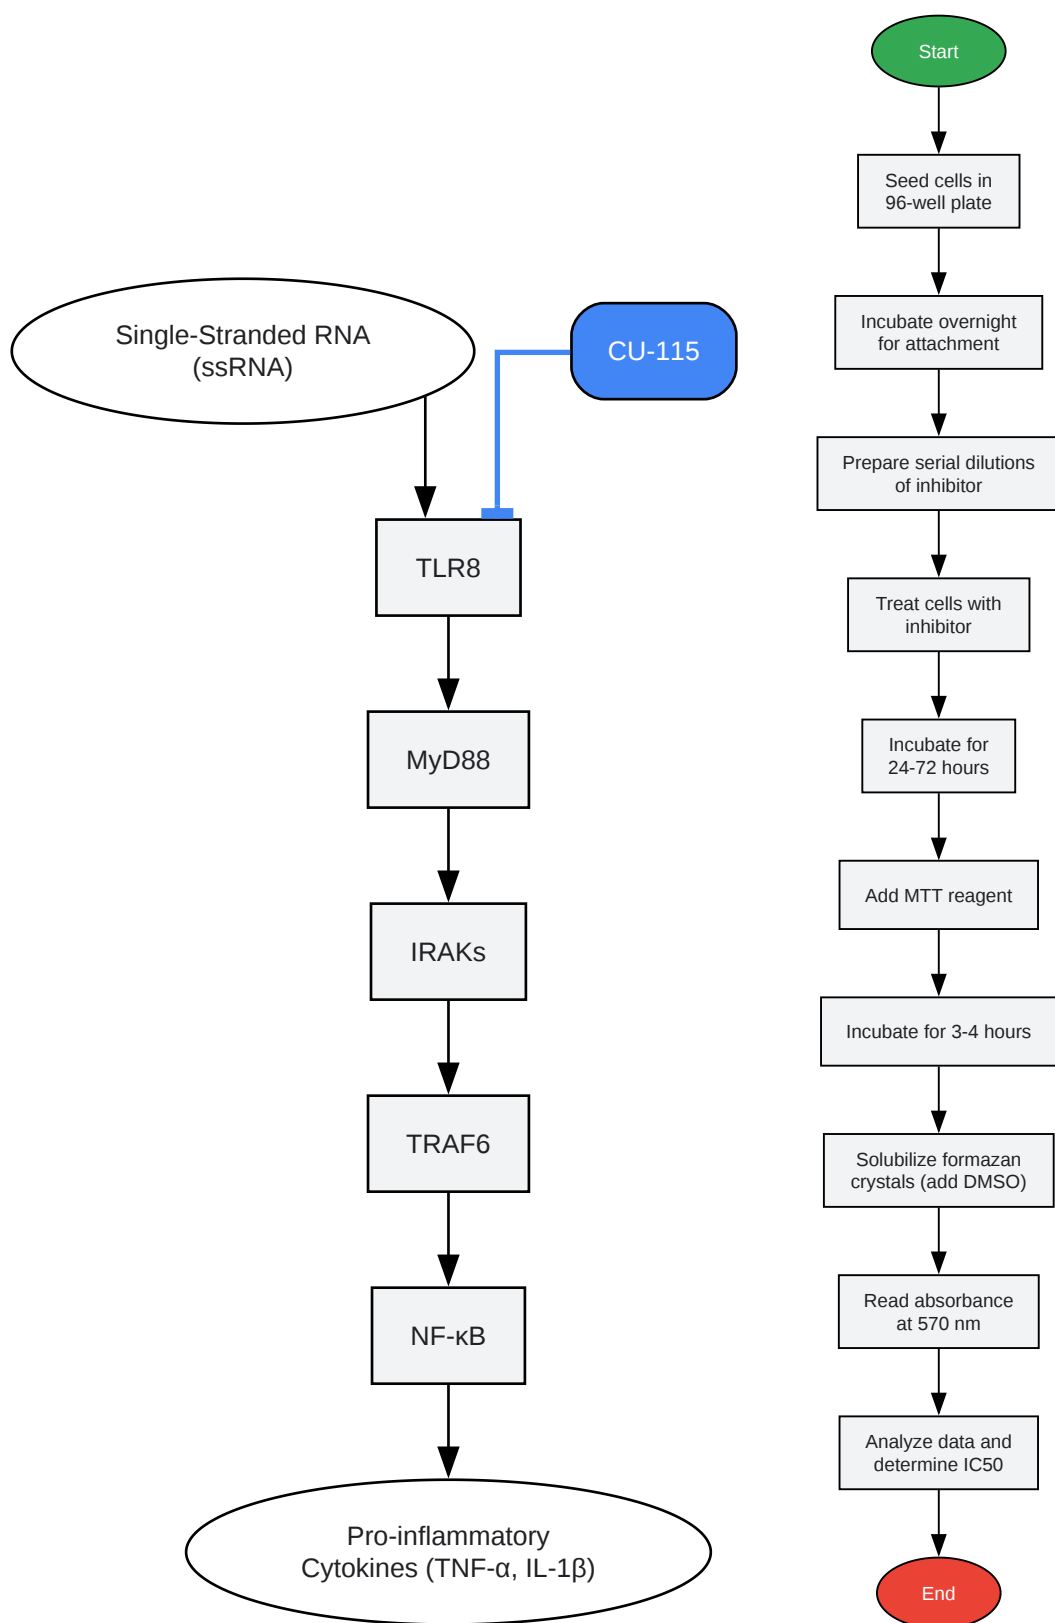 Single-Stranded RNA
(ssRNA)
CU-115
TLR8
MyD88
IRAKs
TRAF6
NF-κB
Pro-inflammatory
Cytokines (TNF-α, IL-1β)
Start
Seed cells in
96-well plate
Incubate overnight
for attachment
Prepare serial dilutions
of inhibitor
Treat cells with
inhibitor
Incubate for
24-72 hours
Add MTT reagent
Incubate for 3-4 hours
Solubilize formazan
crystals (add DMSO)
Read absorbance
at 570 nm
Analyze data and
determine IC50
End